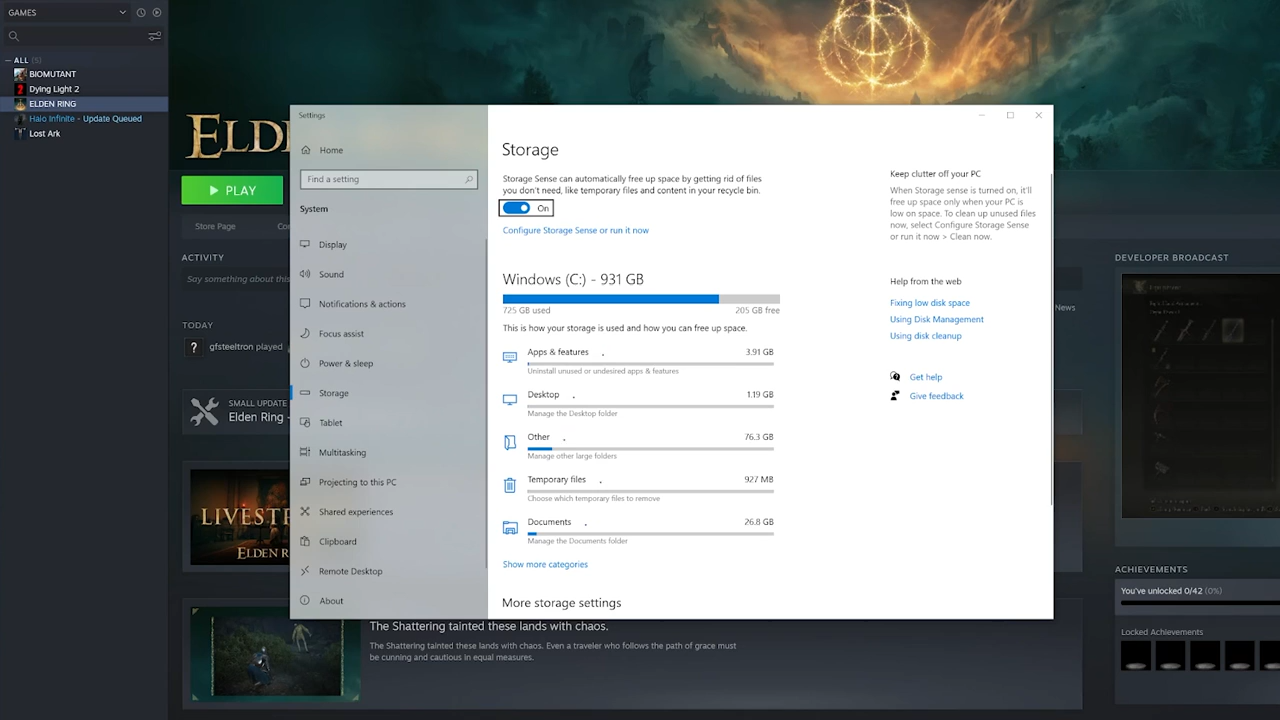 GAMES
ALL (5)
BIOMUTANT
Dying Light 2
ELDEN RING
Halo Infinite - Update Queued
Lost Ark
PLAY
Store Page
ACTIVITY
Say something about this
TODAY
?
gfsteeltron played
SMALL UPDATE
Elden Ring -
ELDEN R
The Shattering tainted these lands with chaos.
The Shattering tainted these lands with chaos. Even a traveler who follows the path of grace must
be cunning and cautious in equal measures.
Settings
Home
Find a setting
System
Display
Sound
Notifications & actions
Focus assist
Power & sleep
Storage
Tablet
Multitasking
Projecting to this PC
Shared experiences
Clipboard
Remote Desktop
About
Storage
Storage Sense can automatically free up space by getting rid of files
you don't need, like temporary files and content in your recycle bin.
On
Configure Storage Sense or run it now
Windows (C:) - 931 GB
725 GB used 205 GB free
This is how your storage is used and how you can free up space.
Apps & features 3.91 GB
Uninstall unused or undesired apps & features
Desktop 1.19 GB
Manage the Desktop folder
Other 76.3 GB
Manage other large folders
Temporary files 927 MB
Choose which temporary files to remove
Documents 26.8 GB
Manage the Documents folder
Show more categories
More storage settings
Keep clutter off your PC
When Storage sense is turned on, it'll
free up space only when your PC is
low on space. To clean up unused files
now, select Configure Storage Sense
or run it now > Clean now.
Help from the web
Fixing low disk space
Using Disk Management
Using disk cleanup
Get help
Give feedback
News
DEVELOPER BROADCAST
ACHIEVEMENTS
You've unlocked 0/42 (0%)
Locked Achievements